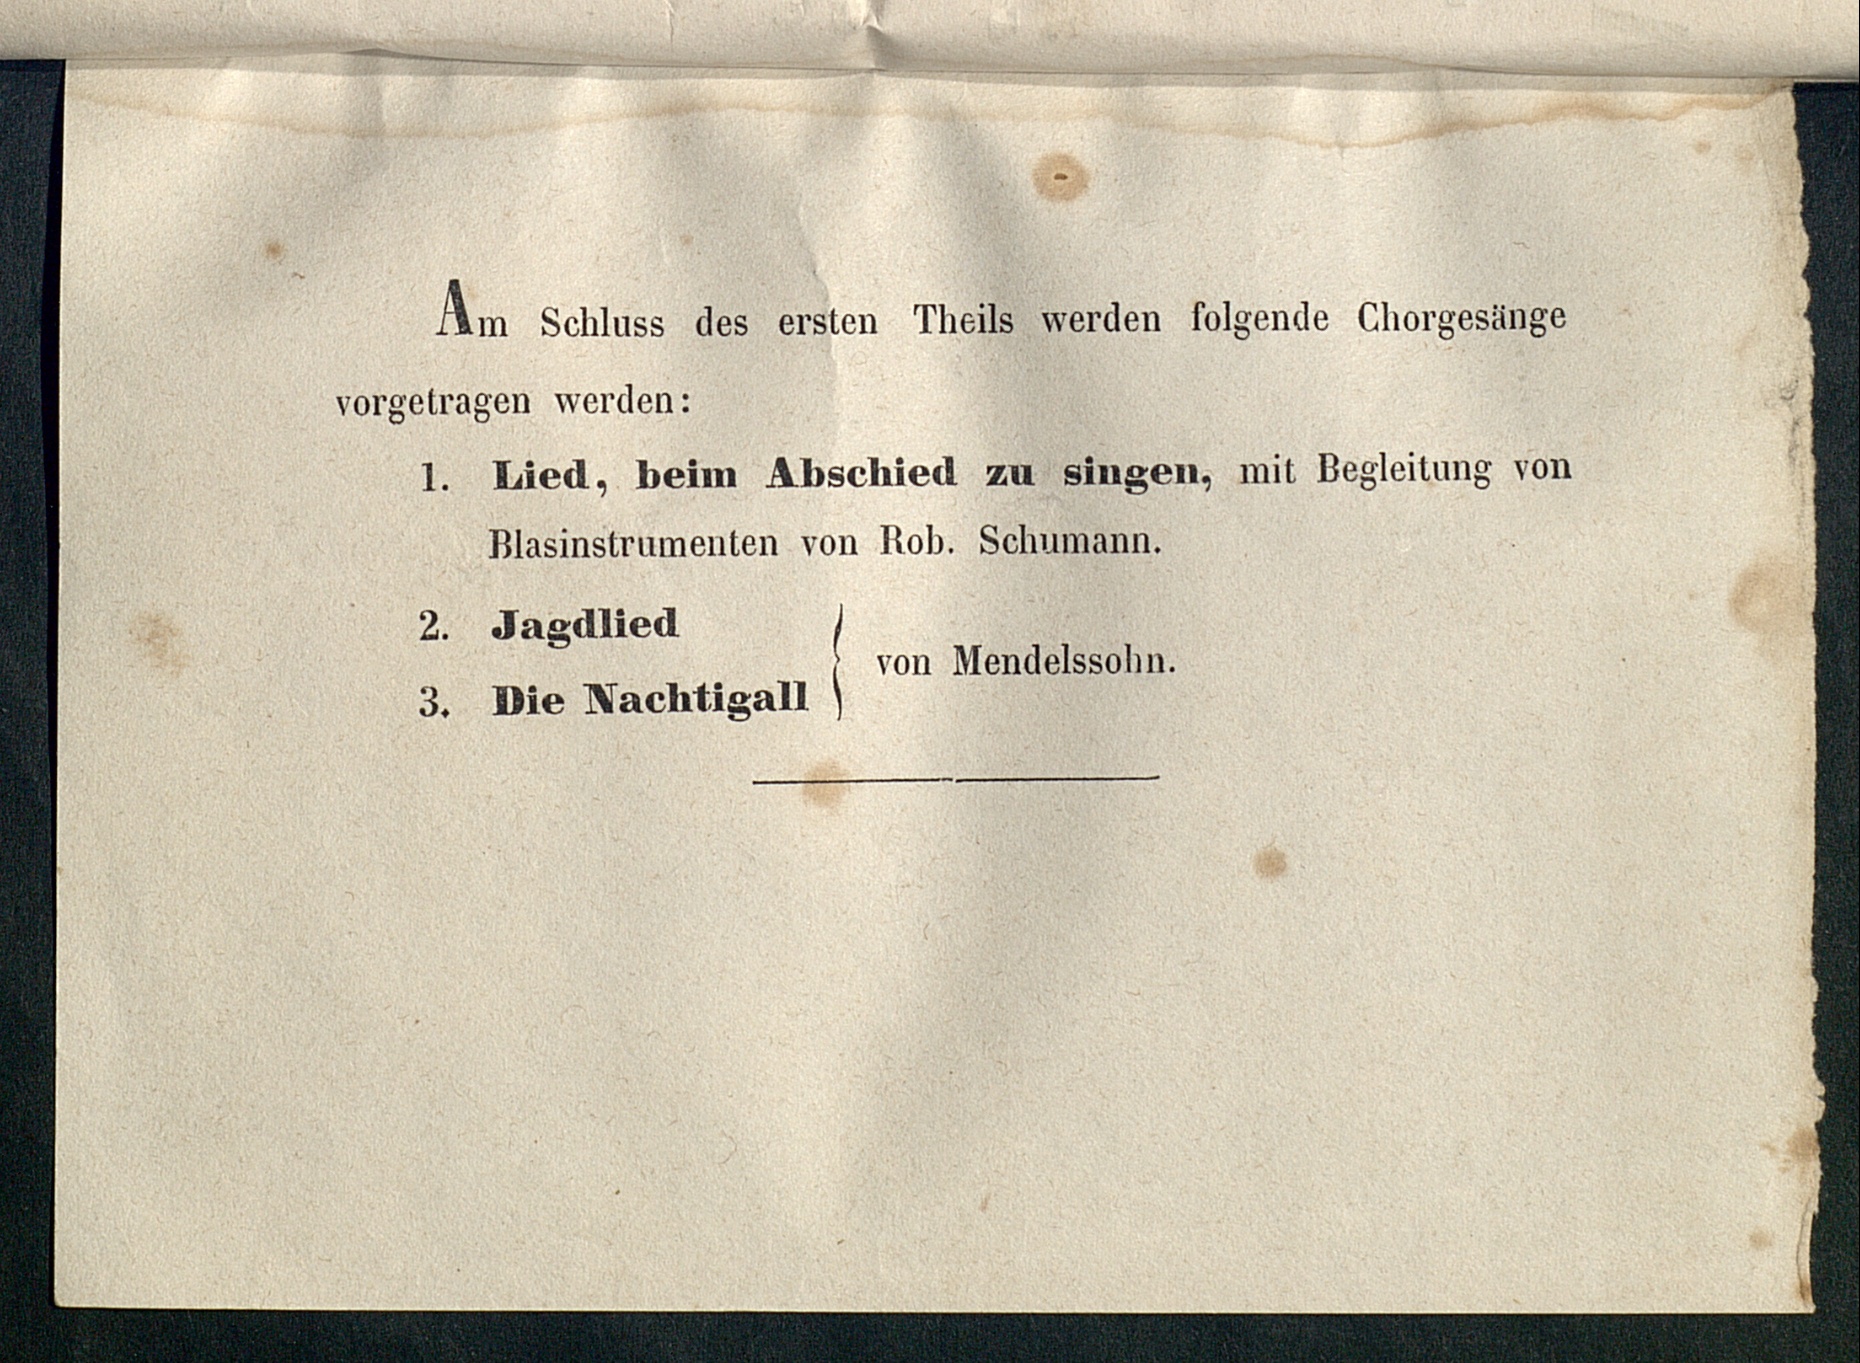 Am Schluss des ersten Theils werden folgende Chorgesänge
vorgetragen werden:
1. Lied, beim Abschied zu singen, mit Begleitung von
Blasinstrumenten von Rob. Schumann.
2. Jagdlied
3. Die Nachtigall
von Mendelssohn.